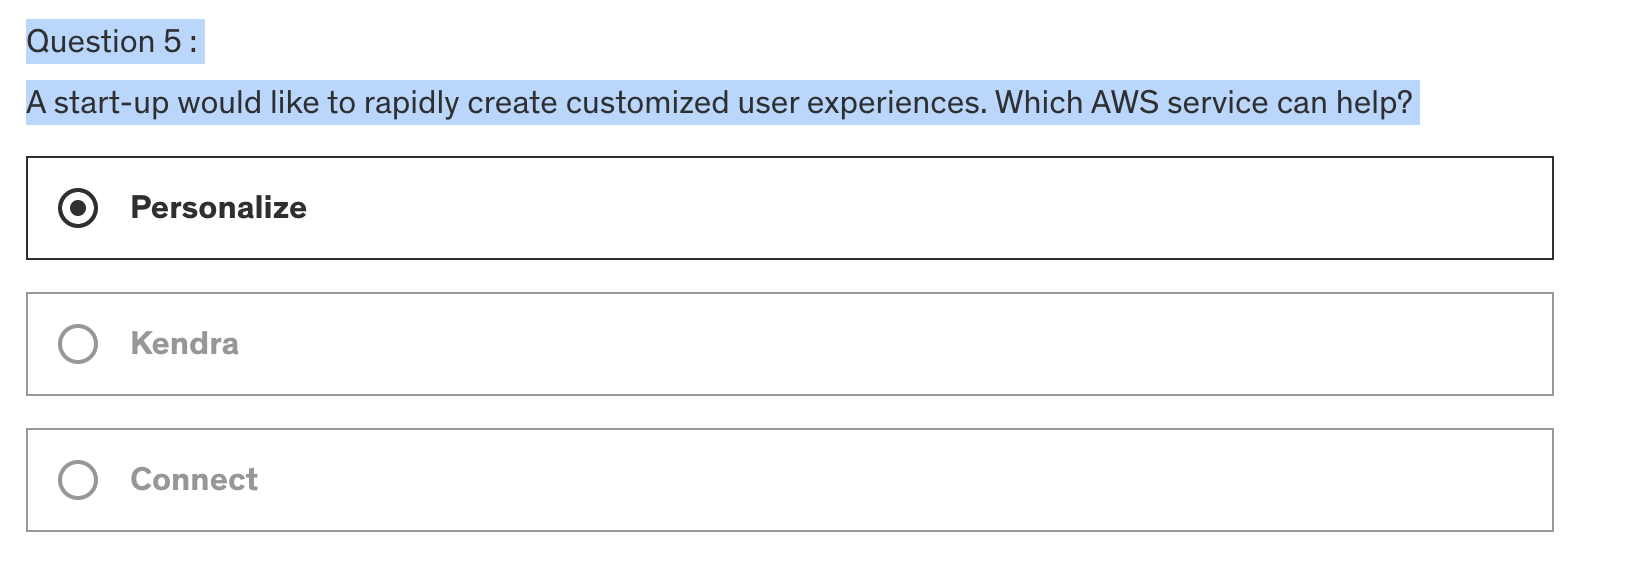 Question 5 :
A start-up would like to rapidly create customized user experiences. Which AWS service can help?
Personalize
Kendra
Connect